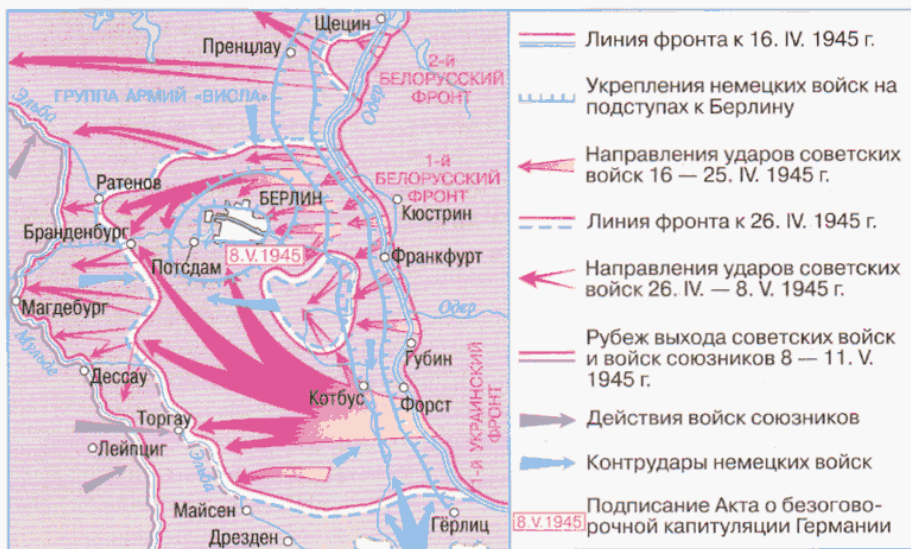 Щецин
Пренцлау
2-й
БЕЛОРУССКИЙ
ФРОНТ
ГРУППА АРМИЙ «ВИСЛА»
Эльба
Одер
1-й
БЕЛОРУССКИЙ
ФРОНТ
Ратенов
БЕРЛИН
Кюстрин
Бранденбург
Потсдам
8.V.1945
Франкфурт
Магдебург
Одер
Мульде
Губин
Дессау
Котбус
Форст
1-й УКРАИНСКИЙ
ФРОНТ
Торгау
Лейпциг
Эльба
Майсен
Гёрлиц
Дрезден
Линия фронта к 16. IV. 1945 г.
Укрепления немецких войск на
подступах к Берлину
Направления ударов советских
войск 16 — 25. IV. 1945 г.
Линия фронта к 26. IV. 1945 г.
Направления ударов советских
войск 26. IV. — 8. V. 1945 г.
Рубеж выхода советских войск
и войск союзников 8 — 11. V.
1945 г.
Действия войск союзников
Контрудары немецких войск
8.V.1945
Подписание Акта о безогово-
рочной капитуляции Германии